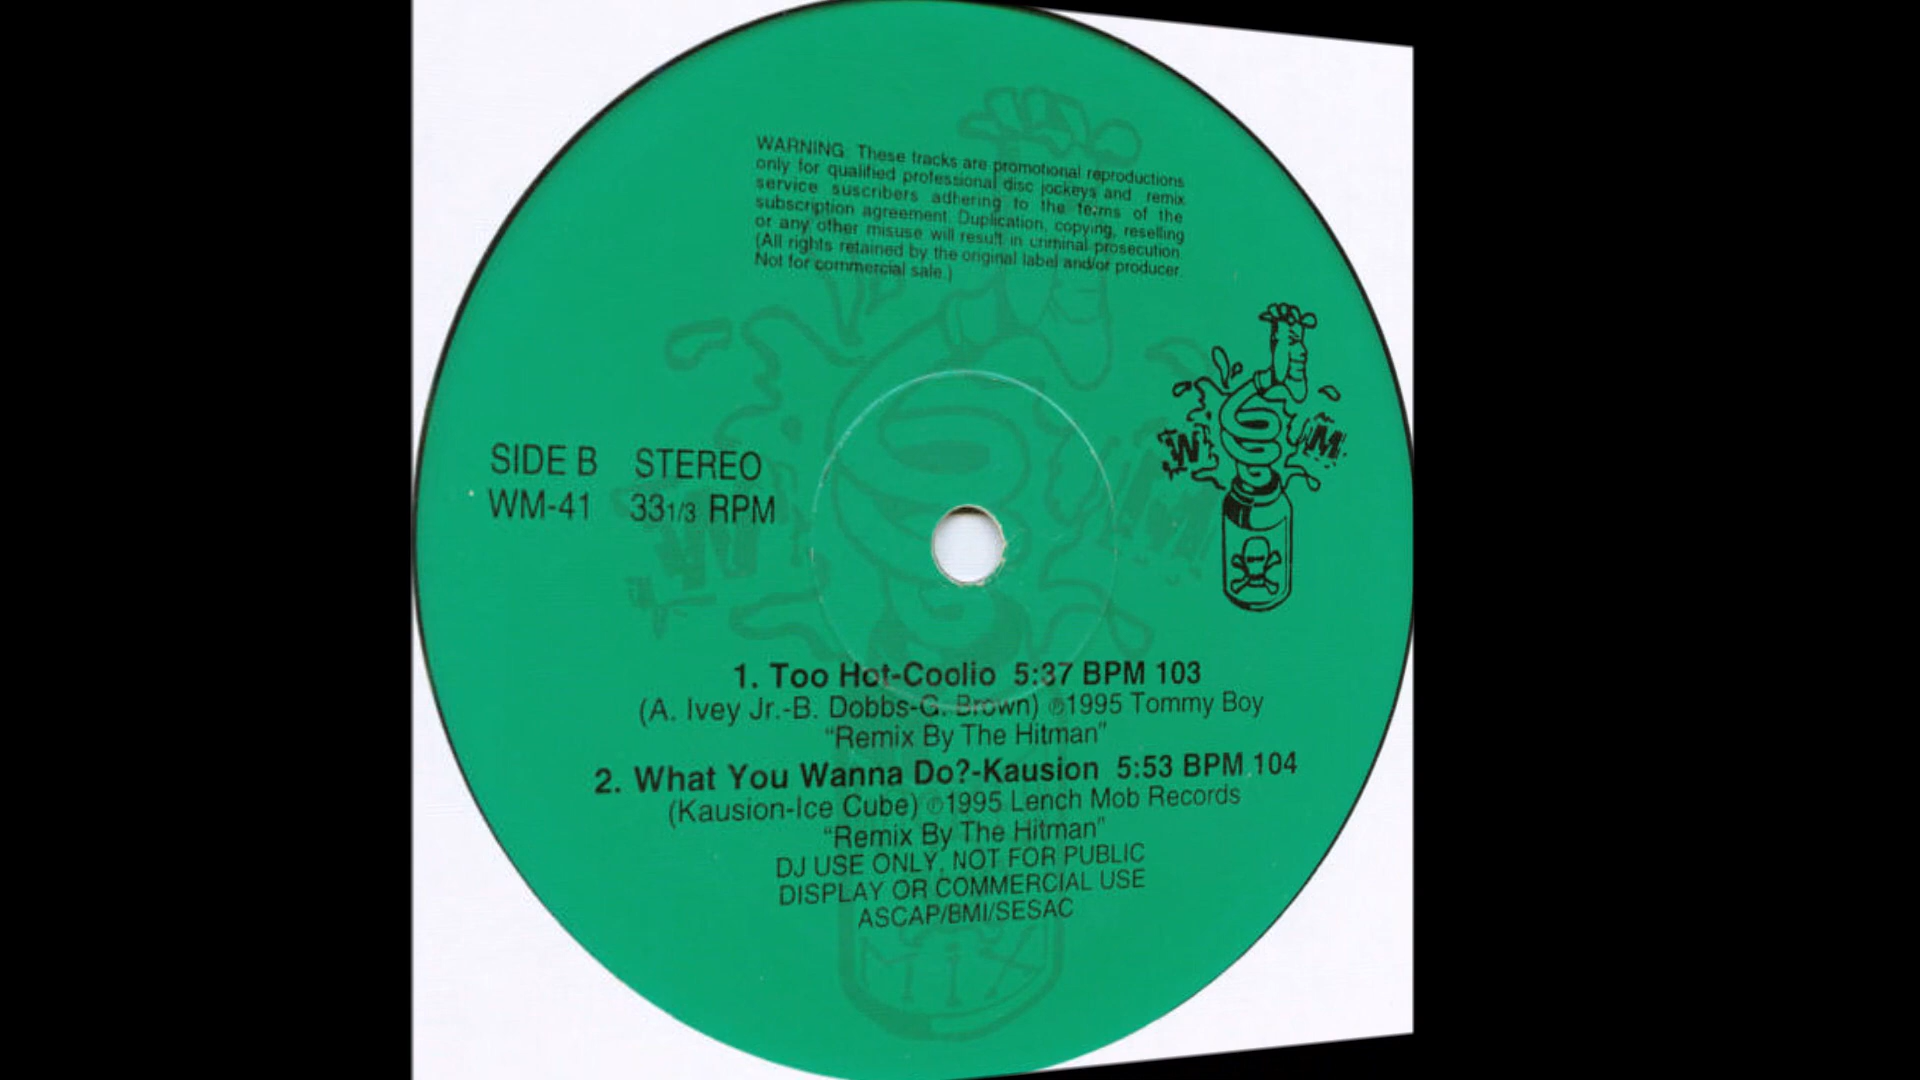 WARNING: These tracks are promotional reproductions
only for qualified professional disc jockeys and remix
service suscribers adhering to the terms of the
subscription agreement. Duplication, copying, reselling
or any other misuse will result in criminal prosecution.
(All rights retained by the original label and/or producer.
Not for commercial sale.)
W M
SIDE B STEREO
WM-41 331/3 RPM
W M
1. Too Hot-Coolio 5:37 BPM 103
(A. Ivey Jr.-B. Dobbs-G. Brown) ℗1995 Tommy Boy
"Remix By The Hitman"
2. What You Wanna Do?-Kausion 5:53 BPM 104
(Kausion-Ice Cube) ℗1995 Lench Mob Records
"Remix By The Hitman"
DJ USE ONLY, NOT FOR PUBLIC
DISPLAY OR COMMERCIAL USE
ASCAP/BMI/SESAC
MIX